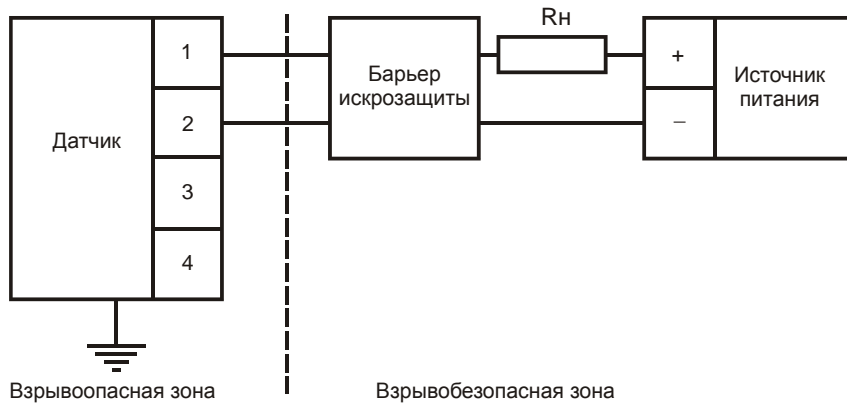 Rн
1
2
3
4
Датчик
Барьер
искрозащиты
+
−
Источник
питания
Взрывоопасная зона
Взрывобезопасная зона